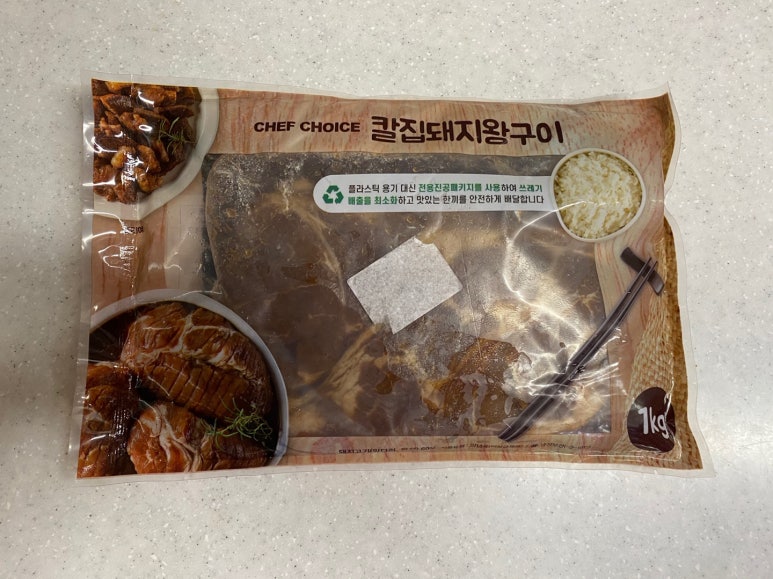 CHEF CHOICE 칼집돼지왕구이
플라스틱 용기 대신 전용진공패키지를 사용하여 쓰레기
배출을 최소화하고 맛있는 한끼를 안전하게 배달합니다
1kg